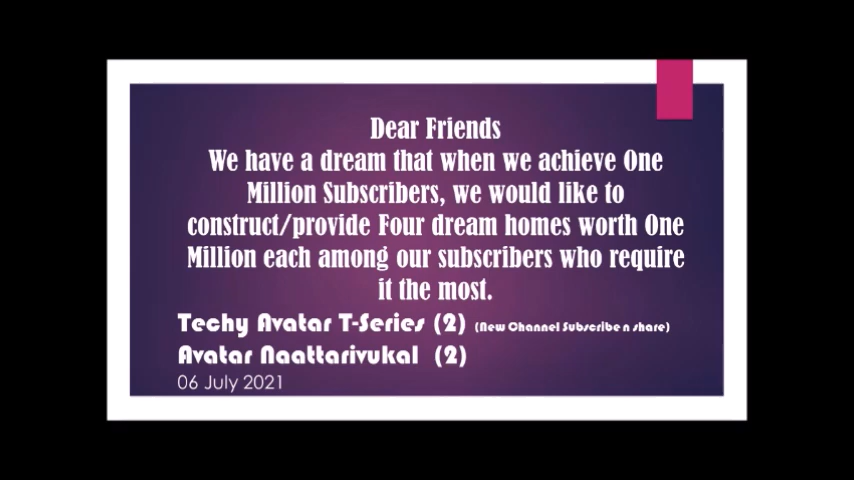 Dear Friends
We have a dream that when we achieve One
Million Subscribers, we would like to
construct/provide Four dream homes worth One
Million each among our subscribers who require
it the most.
Techy Avatar T-Series (2) (New Channel Subscribe n share)
Avatar Naattarivukal (2)
06 July 2021